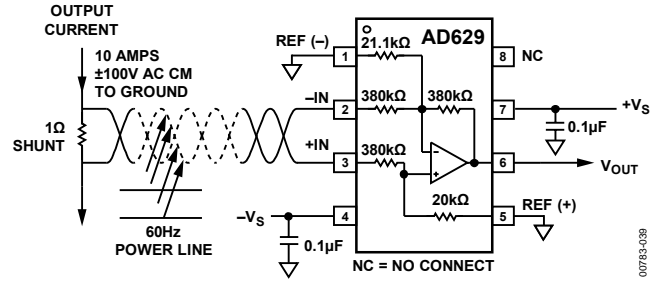 OUTPUT
CURRENT
10 AMPS
±100V AC CM
TO GROUND
1Ω
SHUNT
60Hz
POWER LINE
REF (–)
–IN
+IN
–VS
0.1µF
1
2
3
4
21.1kΩ
380kΩ
380kΩ
380kΩ
20kΩ
–
+
AD629
8
7
6
5
NC
+VS
0.1µF
VOUT
REF (+)
NC = NO CONNECT
00783-039